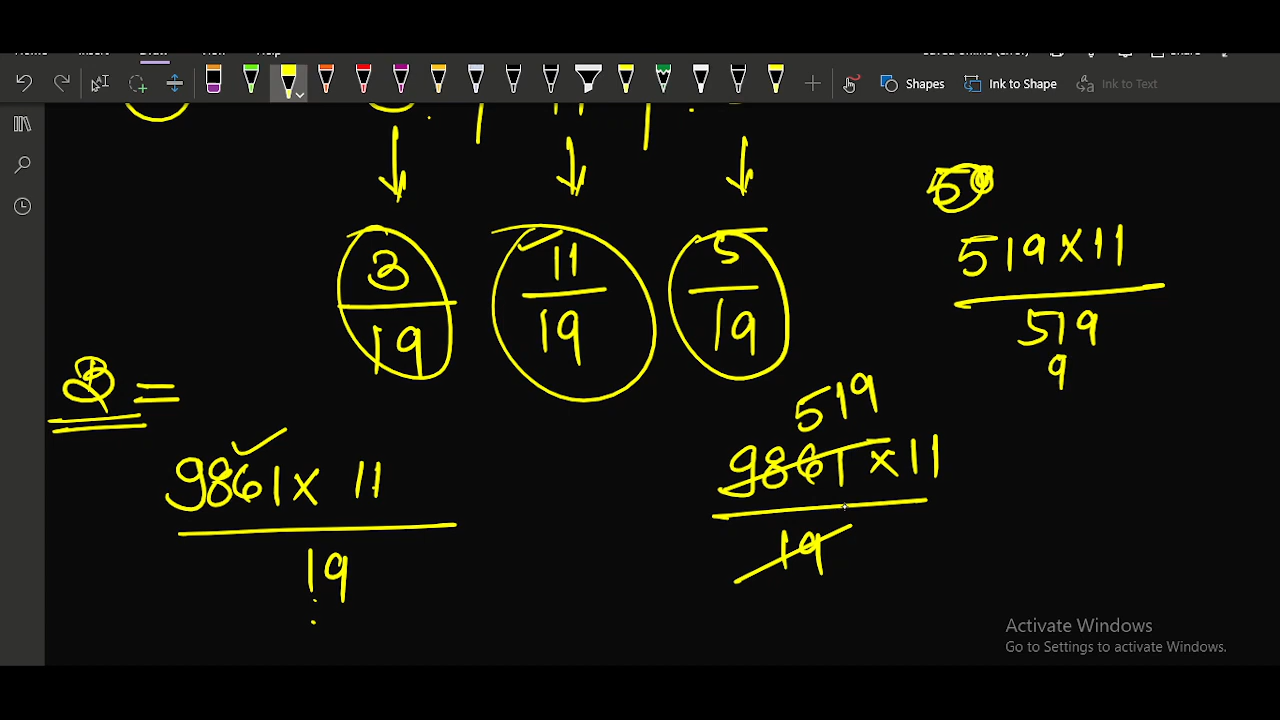 Shapes Ink to Shape Ink to Text
3/19 11/19 5/19
519 x 11
519
9
Q =
9861 x 11
19
519
9861 x 11
19
Activate Windows
Go to Settings to activate Windows.